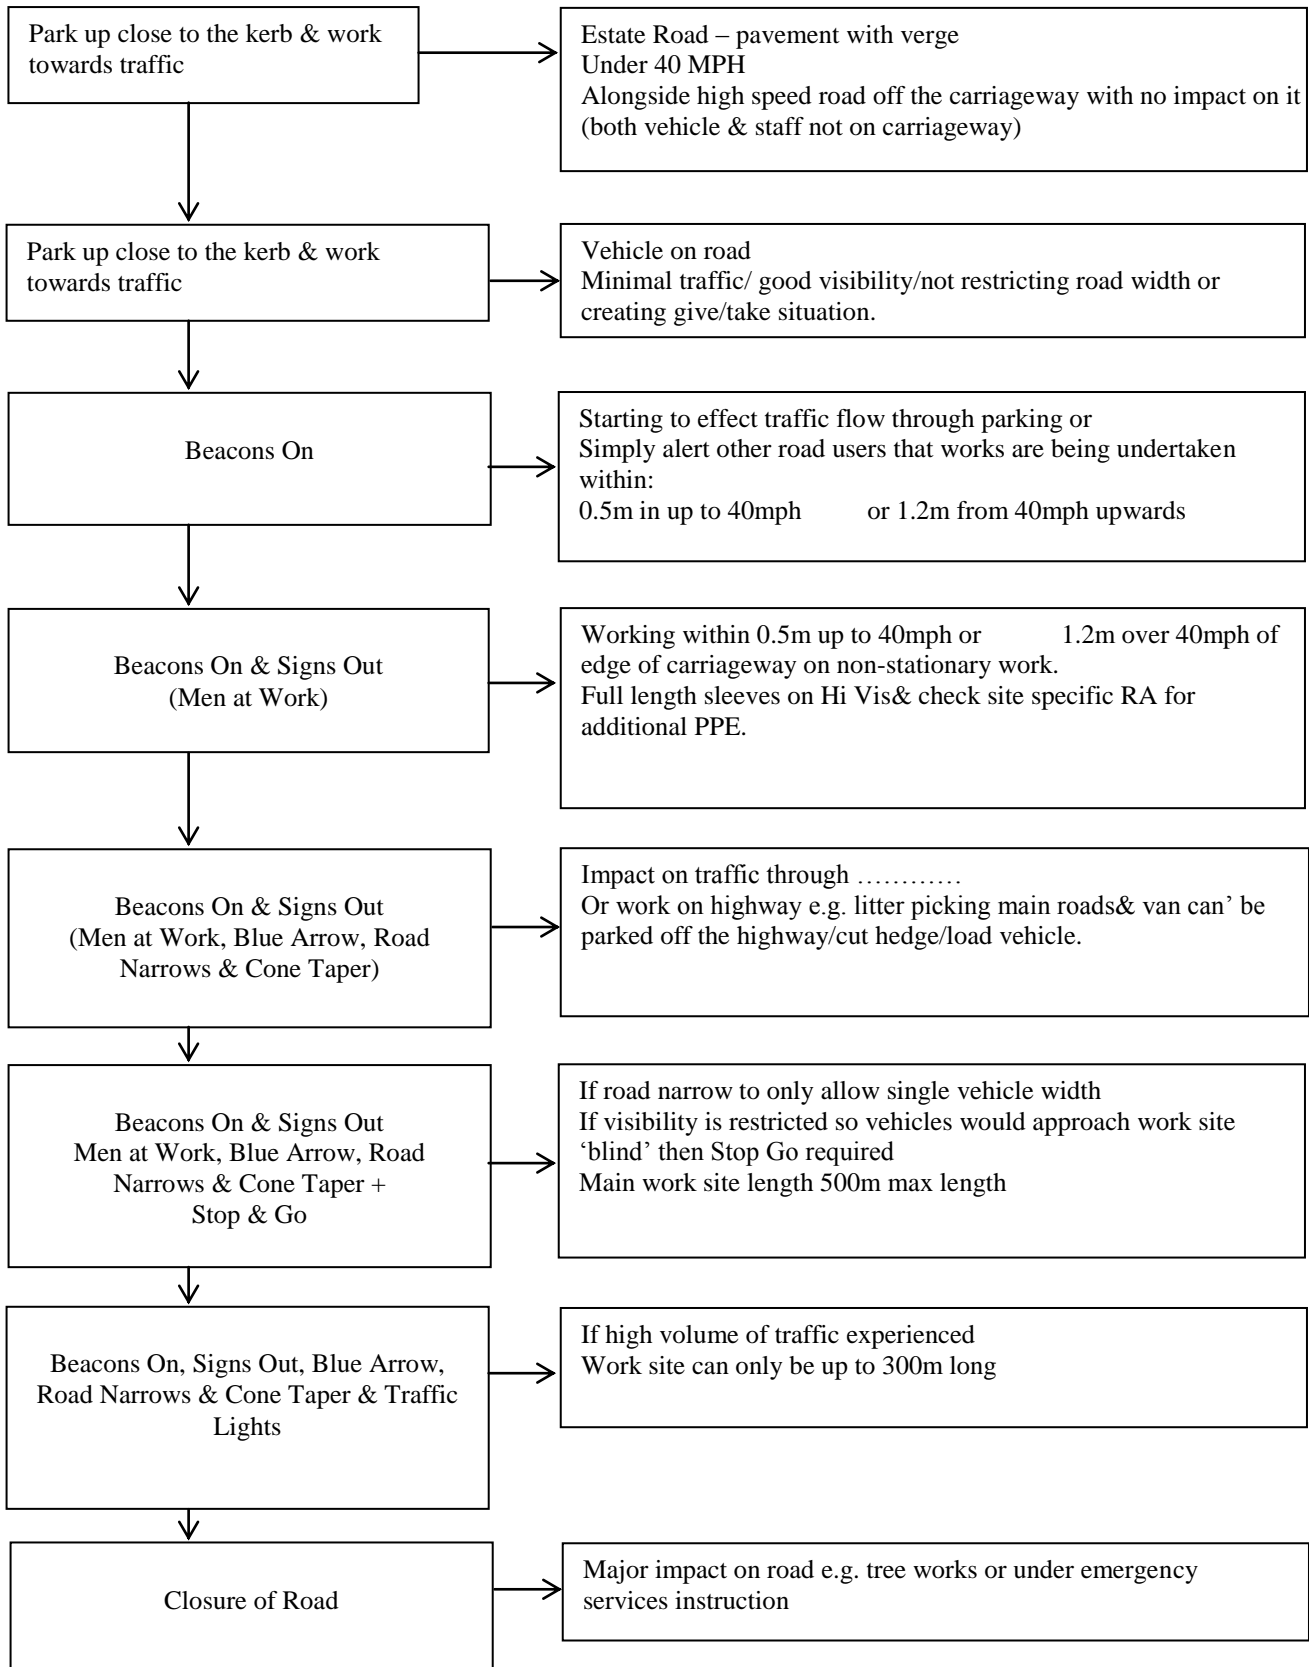 Park up close to the kerb & work
towards traffic
Estate Road – pavement with verge
Under 40 MPH
Alongside high speed road off the carriageway with no impact on it
(both vehicle & staff not on carriageway)
Park up close to the kerb & work
towards traffic
Vehicle on road
Minimal traffic/ good visibility/not restricting road width or
creating give/take situation.
Beacons On
Starting to effect traffic flow through parking or
Simply alert other road users that works are being undertaken
within:
0.5m in up to 40mph or 1.2m from 40mph upwards
Beacons On & Signs Out
(Men at Work)
Working within 0.5m up to 40mph or 1.2m over 40mph of
edge of carriageway on non-stationary work.
Full length sleeves on Hi Vis& check site specific RA for
additional PPE.
Beacons On & Signs Out
(Men at Work, Blue Arrow, Road
Narrows & Cone Taper)
Impact on traffic through …………
Or work on highway e.g. litter picking main roads& van can’ be
parked off the highway/cut hedge/load vehicle.
Beacons On & Signs Out
Men at Work, Blue Arrow, Road
Narrows & Cone Taper +
Stop & Go
If road narrow to only allow single vehicle width
If visibility is restricted so vehicles would approach work site
‘blind’ then Stop Go required
Main work site length 500m max length
Beacons On, Signs Out, Blue Arrow,
Road Narrows & Cone Taper & Traffic
Lights
If high volume of traffic experienced
Work site can only be up to 300m long
Closure of Road
Major impact on road e.g. tree works or under emergency
services instruction